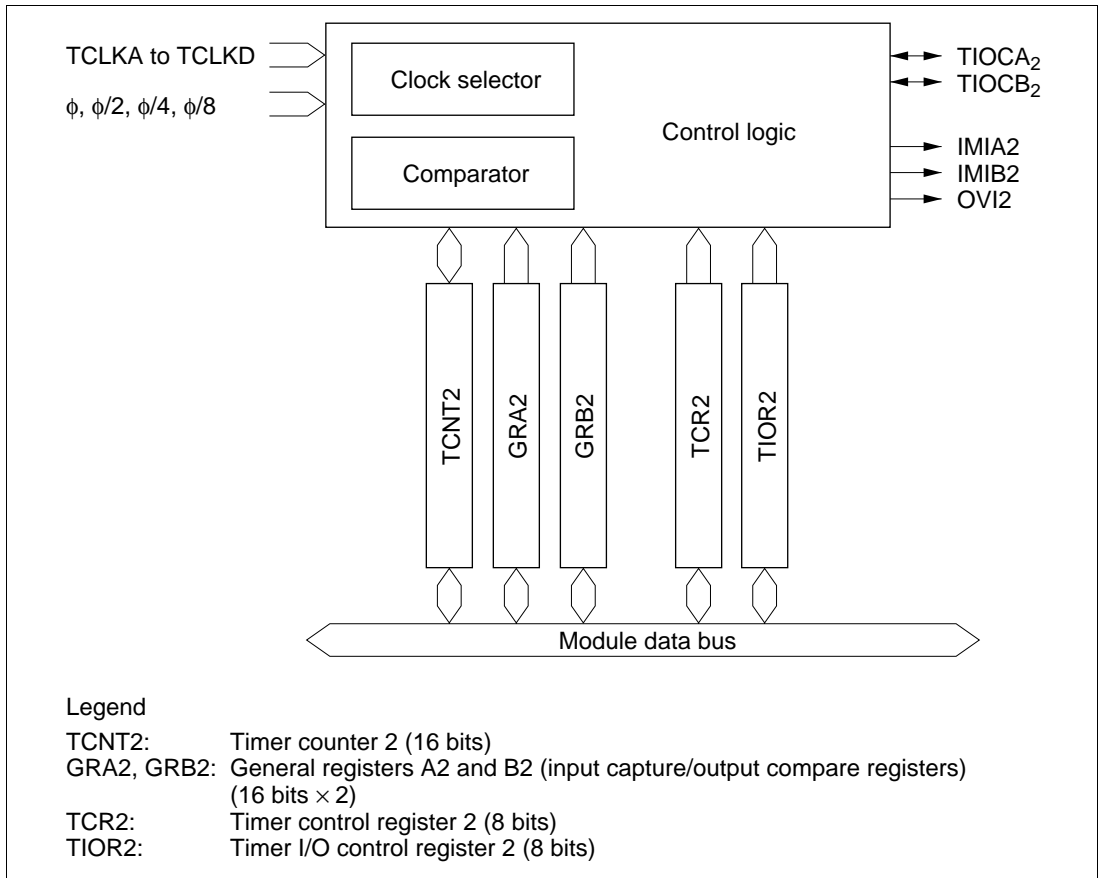 TCLKA to TCLKD
ϕ, ϕ/2, ϕ/4, ϕ/8
Clock selector
Comparator
Control logic
TIOCA₂
TIOCB₂
IMIA2
IMIB2
OVI2
TCNT2
GRA2
GRB2
TCR2
TIOR2
Module data bus
Legend
TCNT2: Timer counter 2 (16 bits)
GRA2, GRB2: General registers A2 and B2 (input capture/output compare registers)
(16 bits × 2)
TCR2: Timer control register 2 (8 bits)
TIOR2: Timer I/O control register 2 (8 bits)